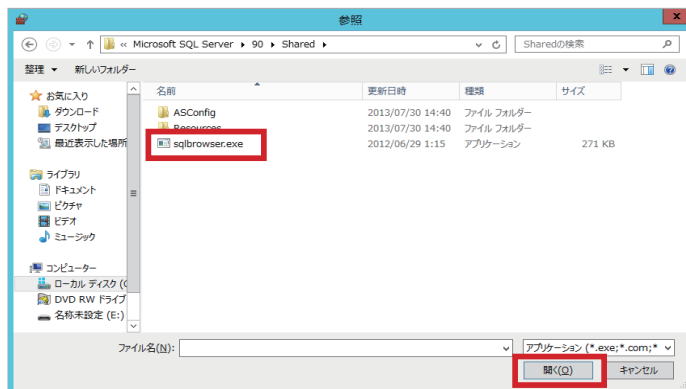 参照
« Microsoft SQL Server ▸ 90 ▸ Shared ▸ Sharedの検索
整理 ▼ 新しいフォルダー
名前 更新日時 種類 サイズ
お気に入り
ダウンロード
デスクトップ
最近表示した場所
ライブラリ
ドキュメント
ピクチャ
ビデオ
ミュージック
コンピューター
ローカル ディスク (C
DVD RW ドライブ
名称未設定 (E:)
ASConfig 2013/07/30 14:40 ファイル フォルダー
Resources 2013/07/30 14:40 ファイル フォルダー
sqlbrowser.exe 2012/06/29 1:15 アプリケーション 271 KB
ファイル名(N):
アプリケーション (*.exe;*.com;*
開く(O) キャンセル